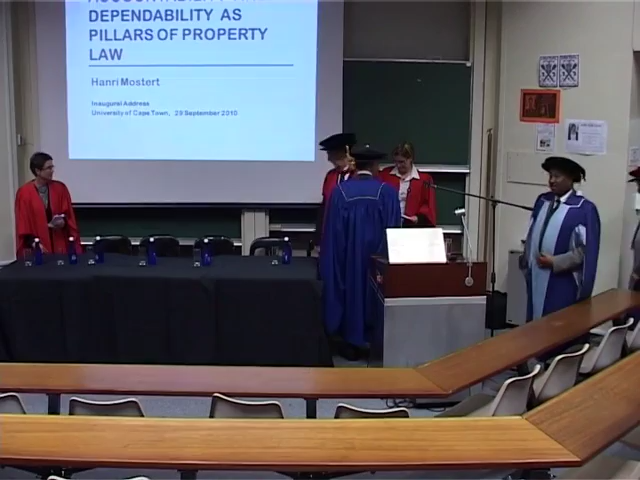 DEPENDABILITY AS
PILLARS OF PROPERTY
LAW
Hanri Mostert
Inaugural Address
University of Cape Town, 29 September 2010